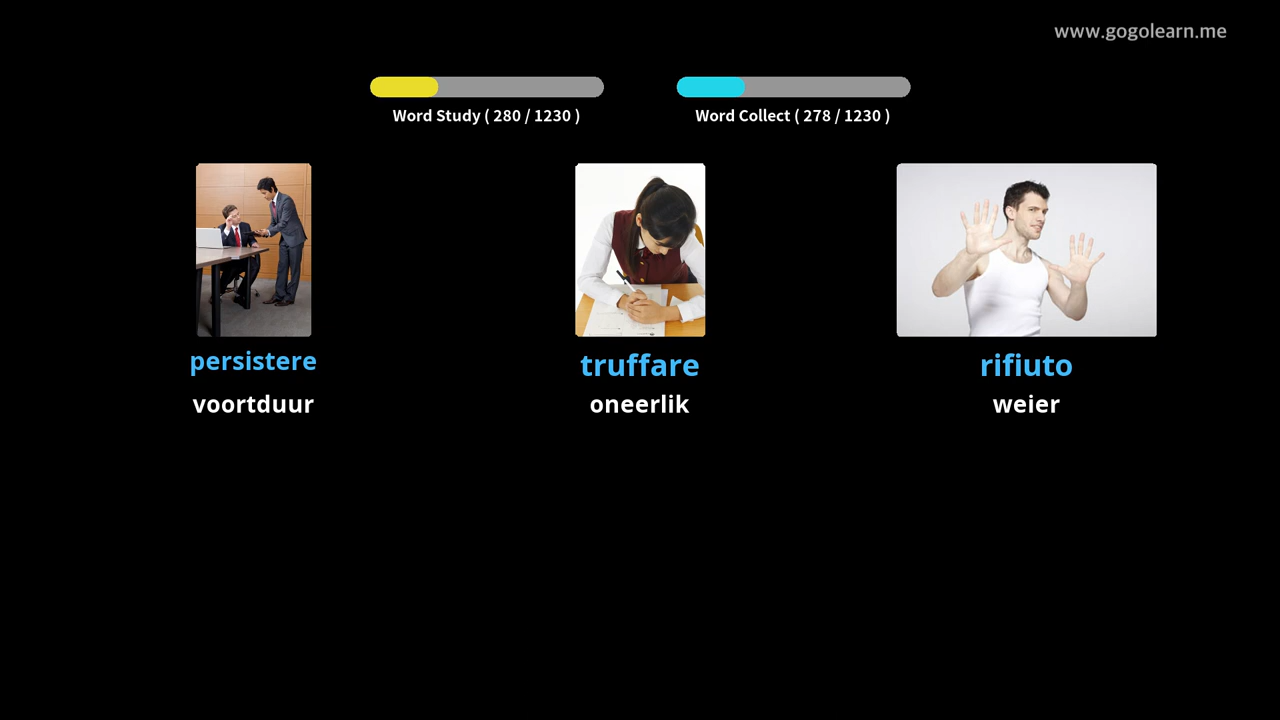 www.gogolearn.me
Word Study ( 280 / 1230 )
Word Collect ( 278 / 1230 )
persistere
truffare
rifiuto
voortduur
oneerlik
weier